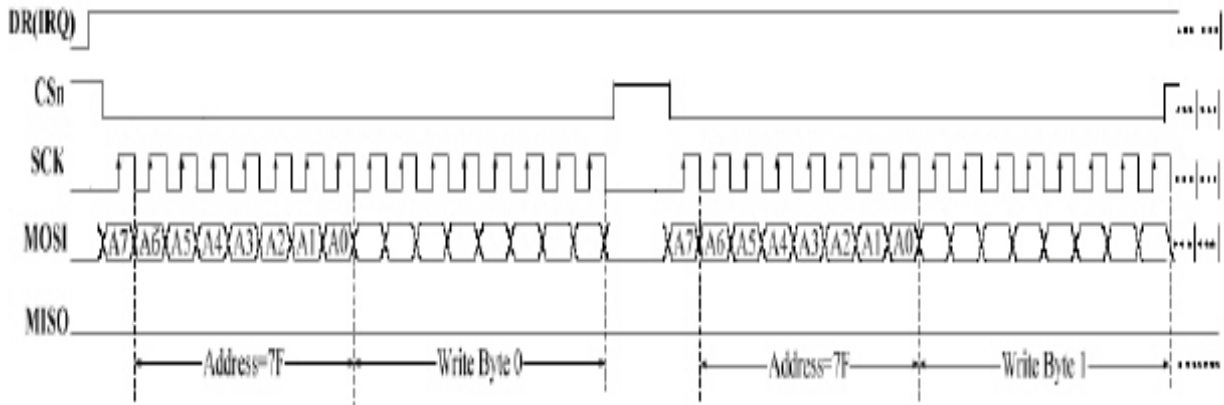 DR(IRQ)
CSn
SCK
MOSI A7 A6 A5 A4 A3 A2 A1 A0 A7 A6 A5 A4 A3 A2 A1 A0
MISO
Address=7F Write Byte 0 Address=7F Write Byte 1